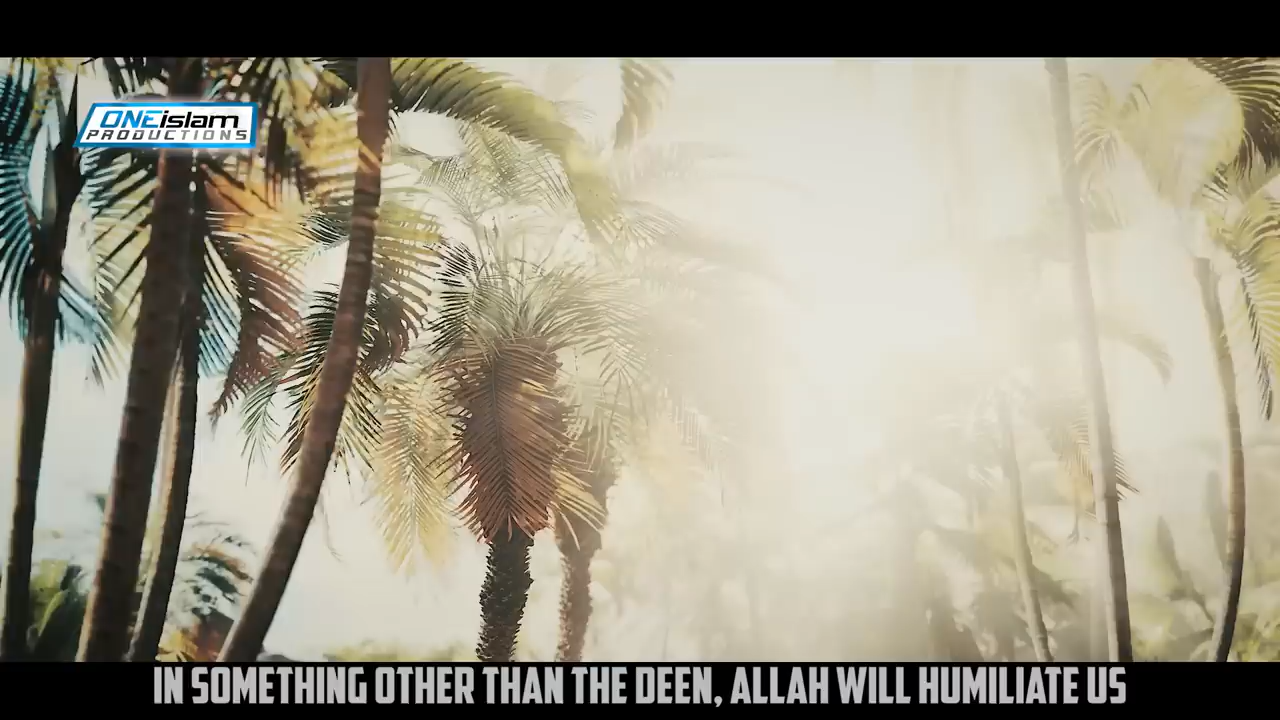 ONEislam
PRODUCTIONS
IN SOMETHING OTHER THAN THE DEEN, ALLAH WILL HUMILIATE US